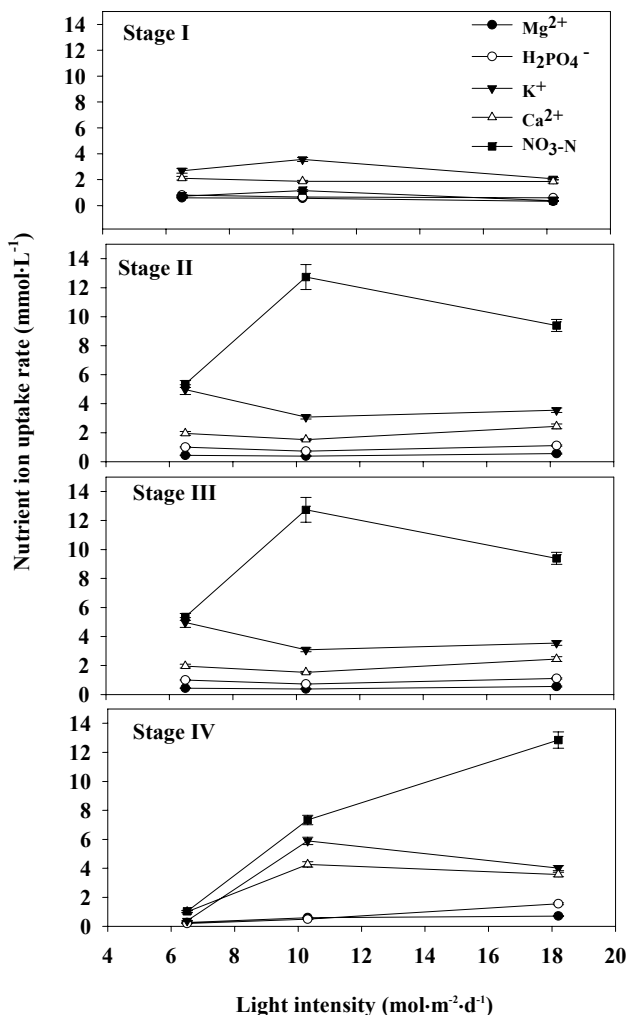 Nutrient ion uptake rate (mmol·L⁻¹)
Stage I
14
12
10
8
6
4
2
0
Mg²⁺
H₂PO₄⁻
K⁺
Ca²⁺
NO₃-N
Stage II
14
12
10
8
6
4
2
0
Stage III
14
12
10
8
6
4
2
0
Stage IV
14
12
10
8
6
4
2
0
4 6 8 10 12 14 16 18 20
Light intensity (mol·m⁻²·d⁻¹)